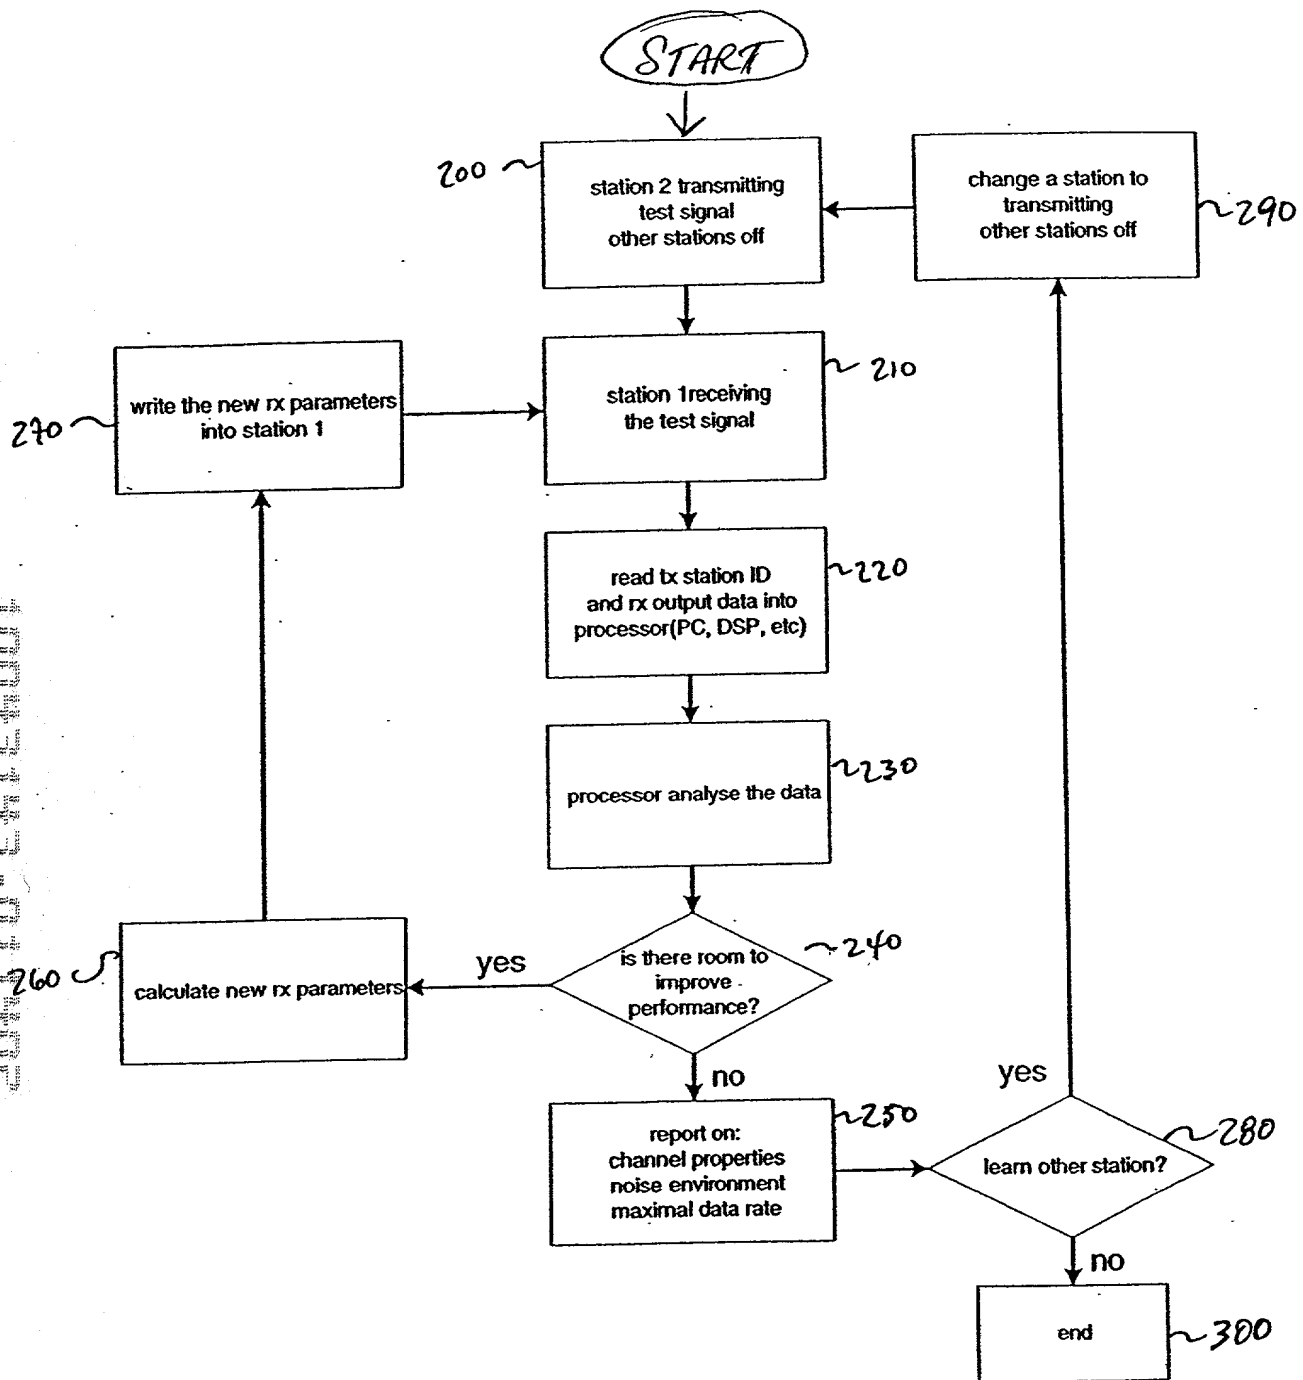 START
200
station 2 transmitting
test signal
other stations off
change a station to
transmitting
other stations off
290
270
write the new rx parameters
into station 1
station 1receiving
the test signal
210
read tx station ID
and rx output data into
processor(PC, DSP, etc)
220
processor analyse the data
230
260
calculate new rx parameters
yes
is there room to
improve
performance?
240
no
yes
report on:
channel properties
noise environment
maximal data rate
250
learn other station?
280
no
end
300